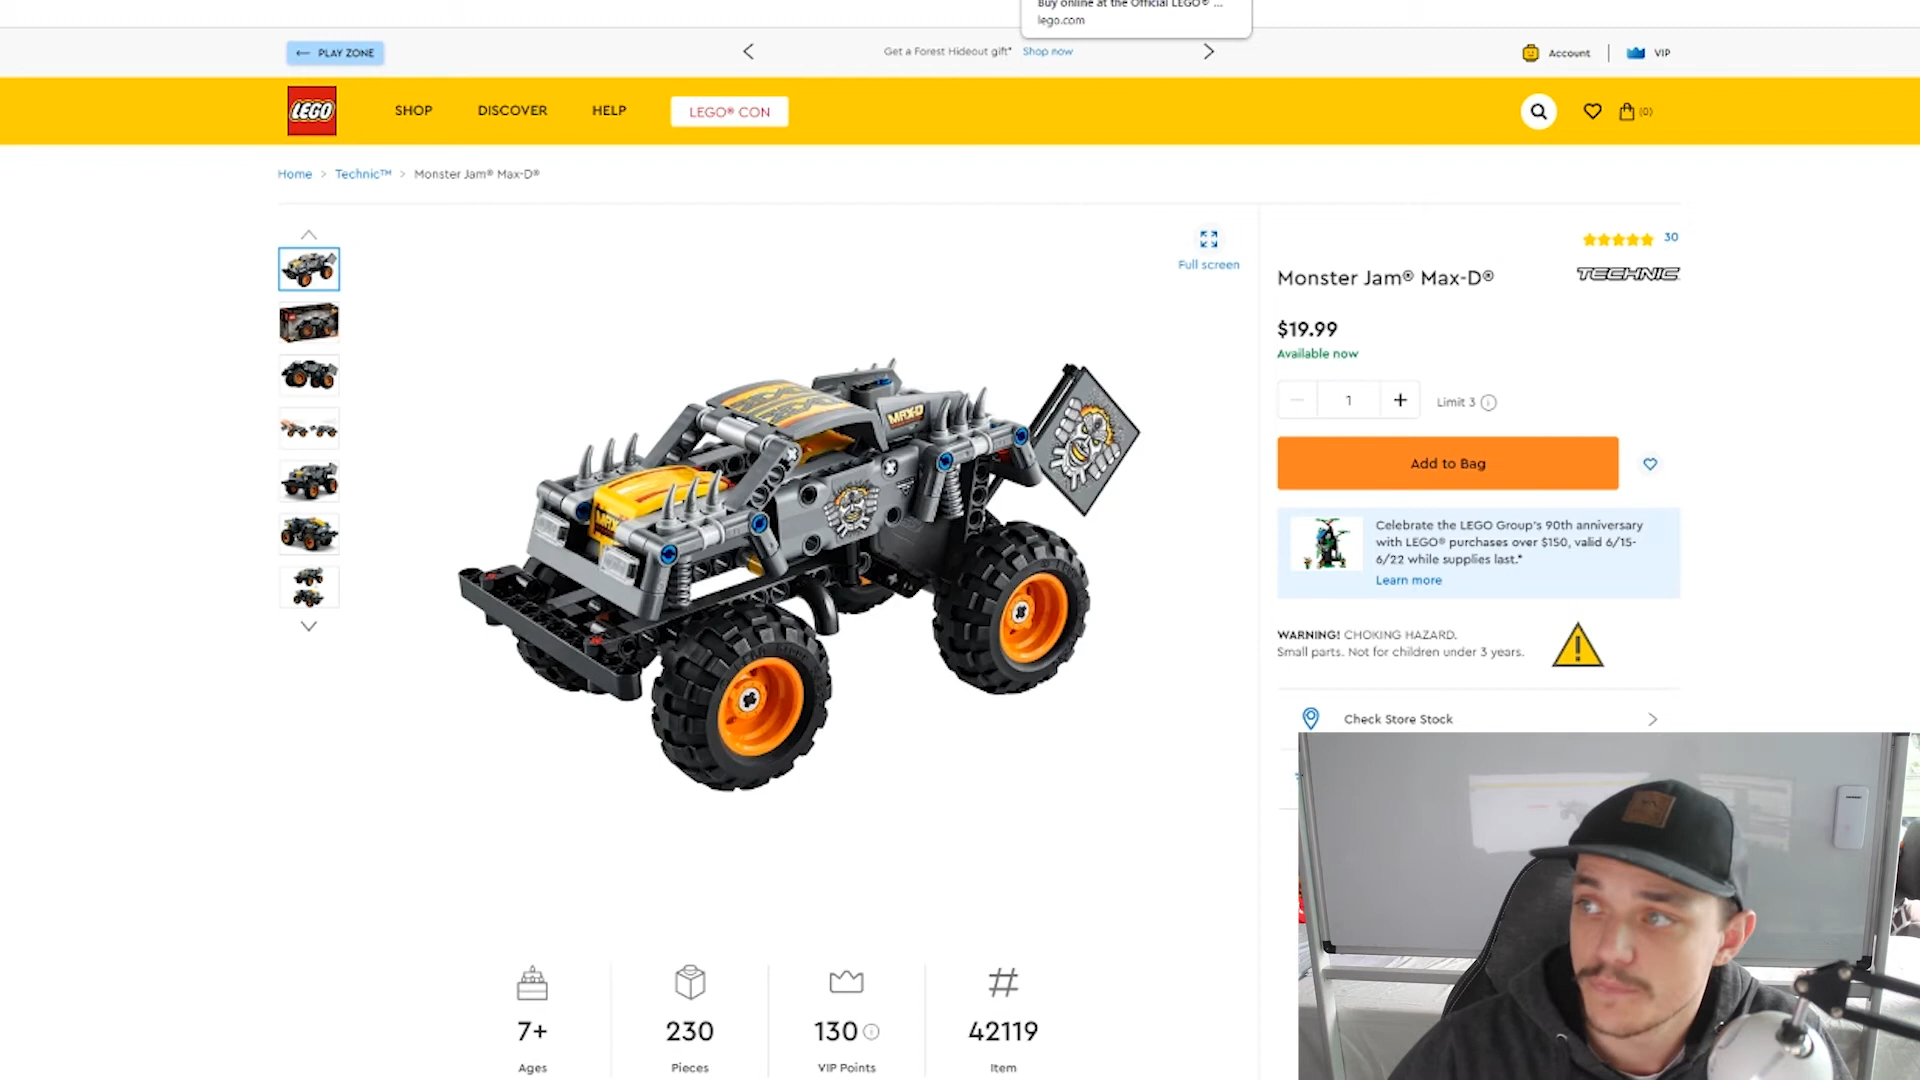 Buy online at the Official LEGO® ...
lego.com
← PLAY ZONE
Get a Forest Hideout gift* Shop now
Account
VIP
LEGO
SHOP
DISCOVER
HELP
LEGO® CON
(0)
Home > Technic™ > Monster Jam® Max-D®
Full screen
30
Monster Jam® Max-D®
TECHNIC
$19.99
Available now
1
Limit 3
Add to Bag
Celebrate the LEGO Group's 90th anniversary
with LEGO® purchases over $150, valid 6/15-
6/22 while supplies last.*
Learn more
WARNING! CHOKING HAZARD.
Small parts. Not for children under 3 years.
Check Store Stock
MAX-D
7+
Ages
230
Pieces
130
VIP Points
#
42119
Item